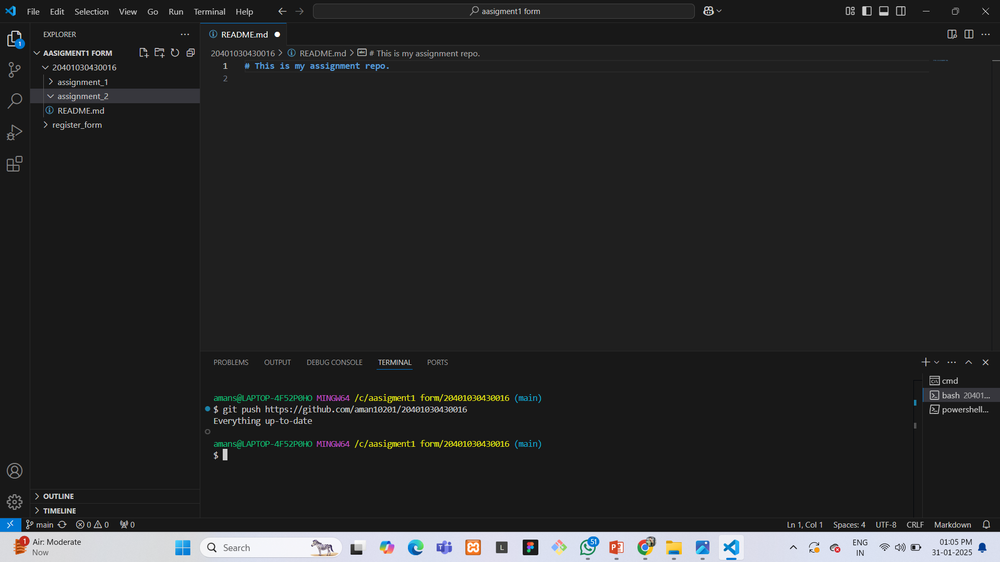 File Edit Selection View Go Run Terminal Help
aasigment1 form
EXPLORER
AASIGMENT1 FORM
20401030430016
assignment_1
assignment_2
README.md
register_form
OUTLINE
TIMELINE
1
README.md
20401030430016 > README.md > # This is my assignment repo.
1 # This is my assignment repo.
2
PROBLEMS OUTPUT DEBUG CONSOLE TERMINAL PORTS
amans@LAPTOP-4F52P0HO MINGW64 /c/aasigment1 form/20401030430016 (main)
$ git push https://github.com/aman10201/20401030430016
Everything up-to-date
amans@LAPTOP-4F52P0HO MINGW64 /c/aasigment1 form/20401030430016 (main)
$
cmd
bash 20401...
powershell...
main 0 0 0
Ln 1, Col 1 Spaces: 4 UTF-8 CRLF Markdown
1
Air: Moderate
Now
Search
L
51
ENG
IN
01:05 PM
31-01-2025